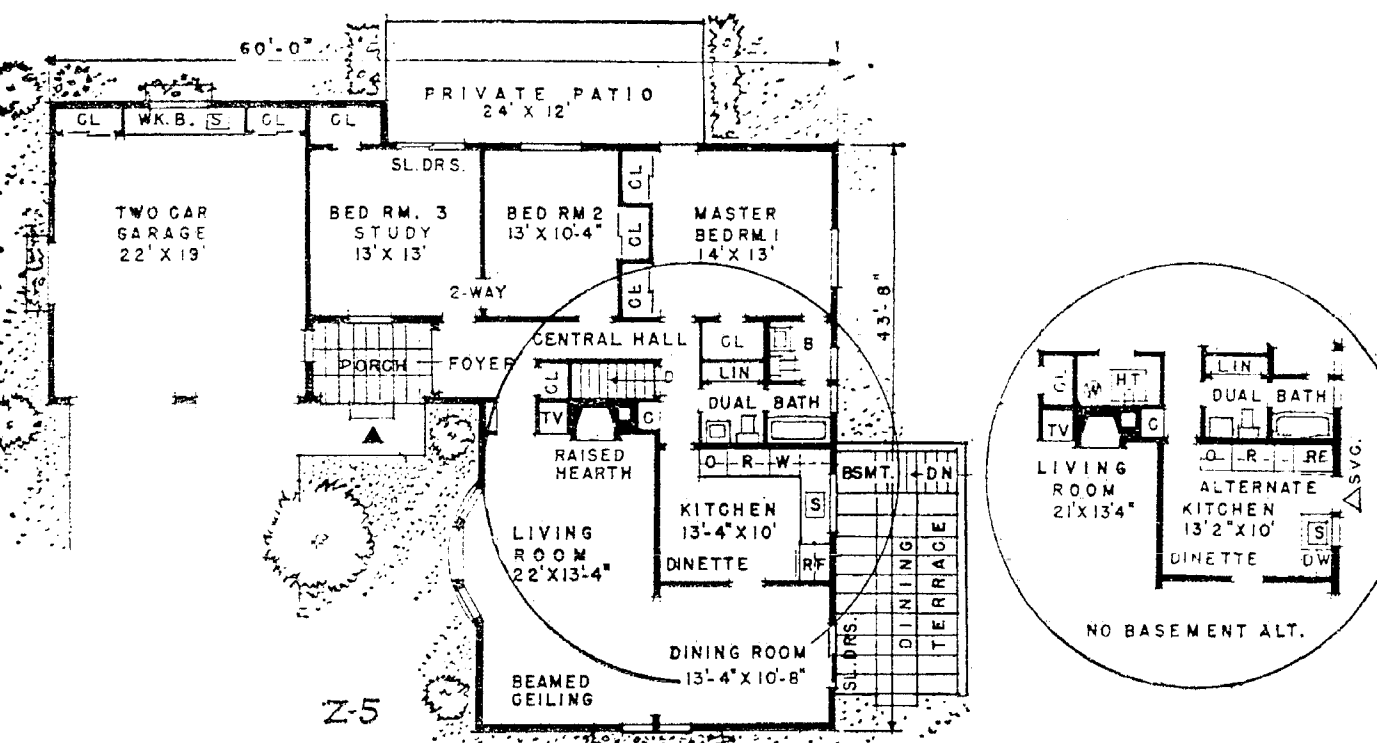 60'-0"
PRIVATE PATIO
24' X 12'
CL
WK. B.
S
CL
CL
SL. DRS.
TWO CAR
GARAGE
22' X 19'
BED RM. 3
STUDY
13' X 13'
BED RM 2
13' X 10'-4"
CL
CL
CL
MASTER
BEDRM. 1
14' X 13'
43'-8"
2-WAY
PORCH
FOYER
CENTRAL HALL
CL
B
LIN
CL
D
DUAL BATH
TV
C
RAISED
HEARTH
O-R-W
BSMT.
DN
KITCHEN
13'-4" X 10'
S
LIVING
ROOM
22' X 13'-4"
DINETTE
RF
DINING
TERRACE
SL. DRS.
DINING ROOM
13'-4" X 10'-8"
BEAMED
CEILING
Z-5
CL
W
HT
LIN
DUAL BATH
TV
C
O-R-
RE
LIVING
ROOM
21' X 13'4"
ALTERNATE
KITCHEN
13'2" X 10'
SVC.
S
DINETTE
DW
NO BASEMENT ALT.